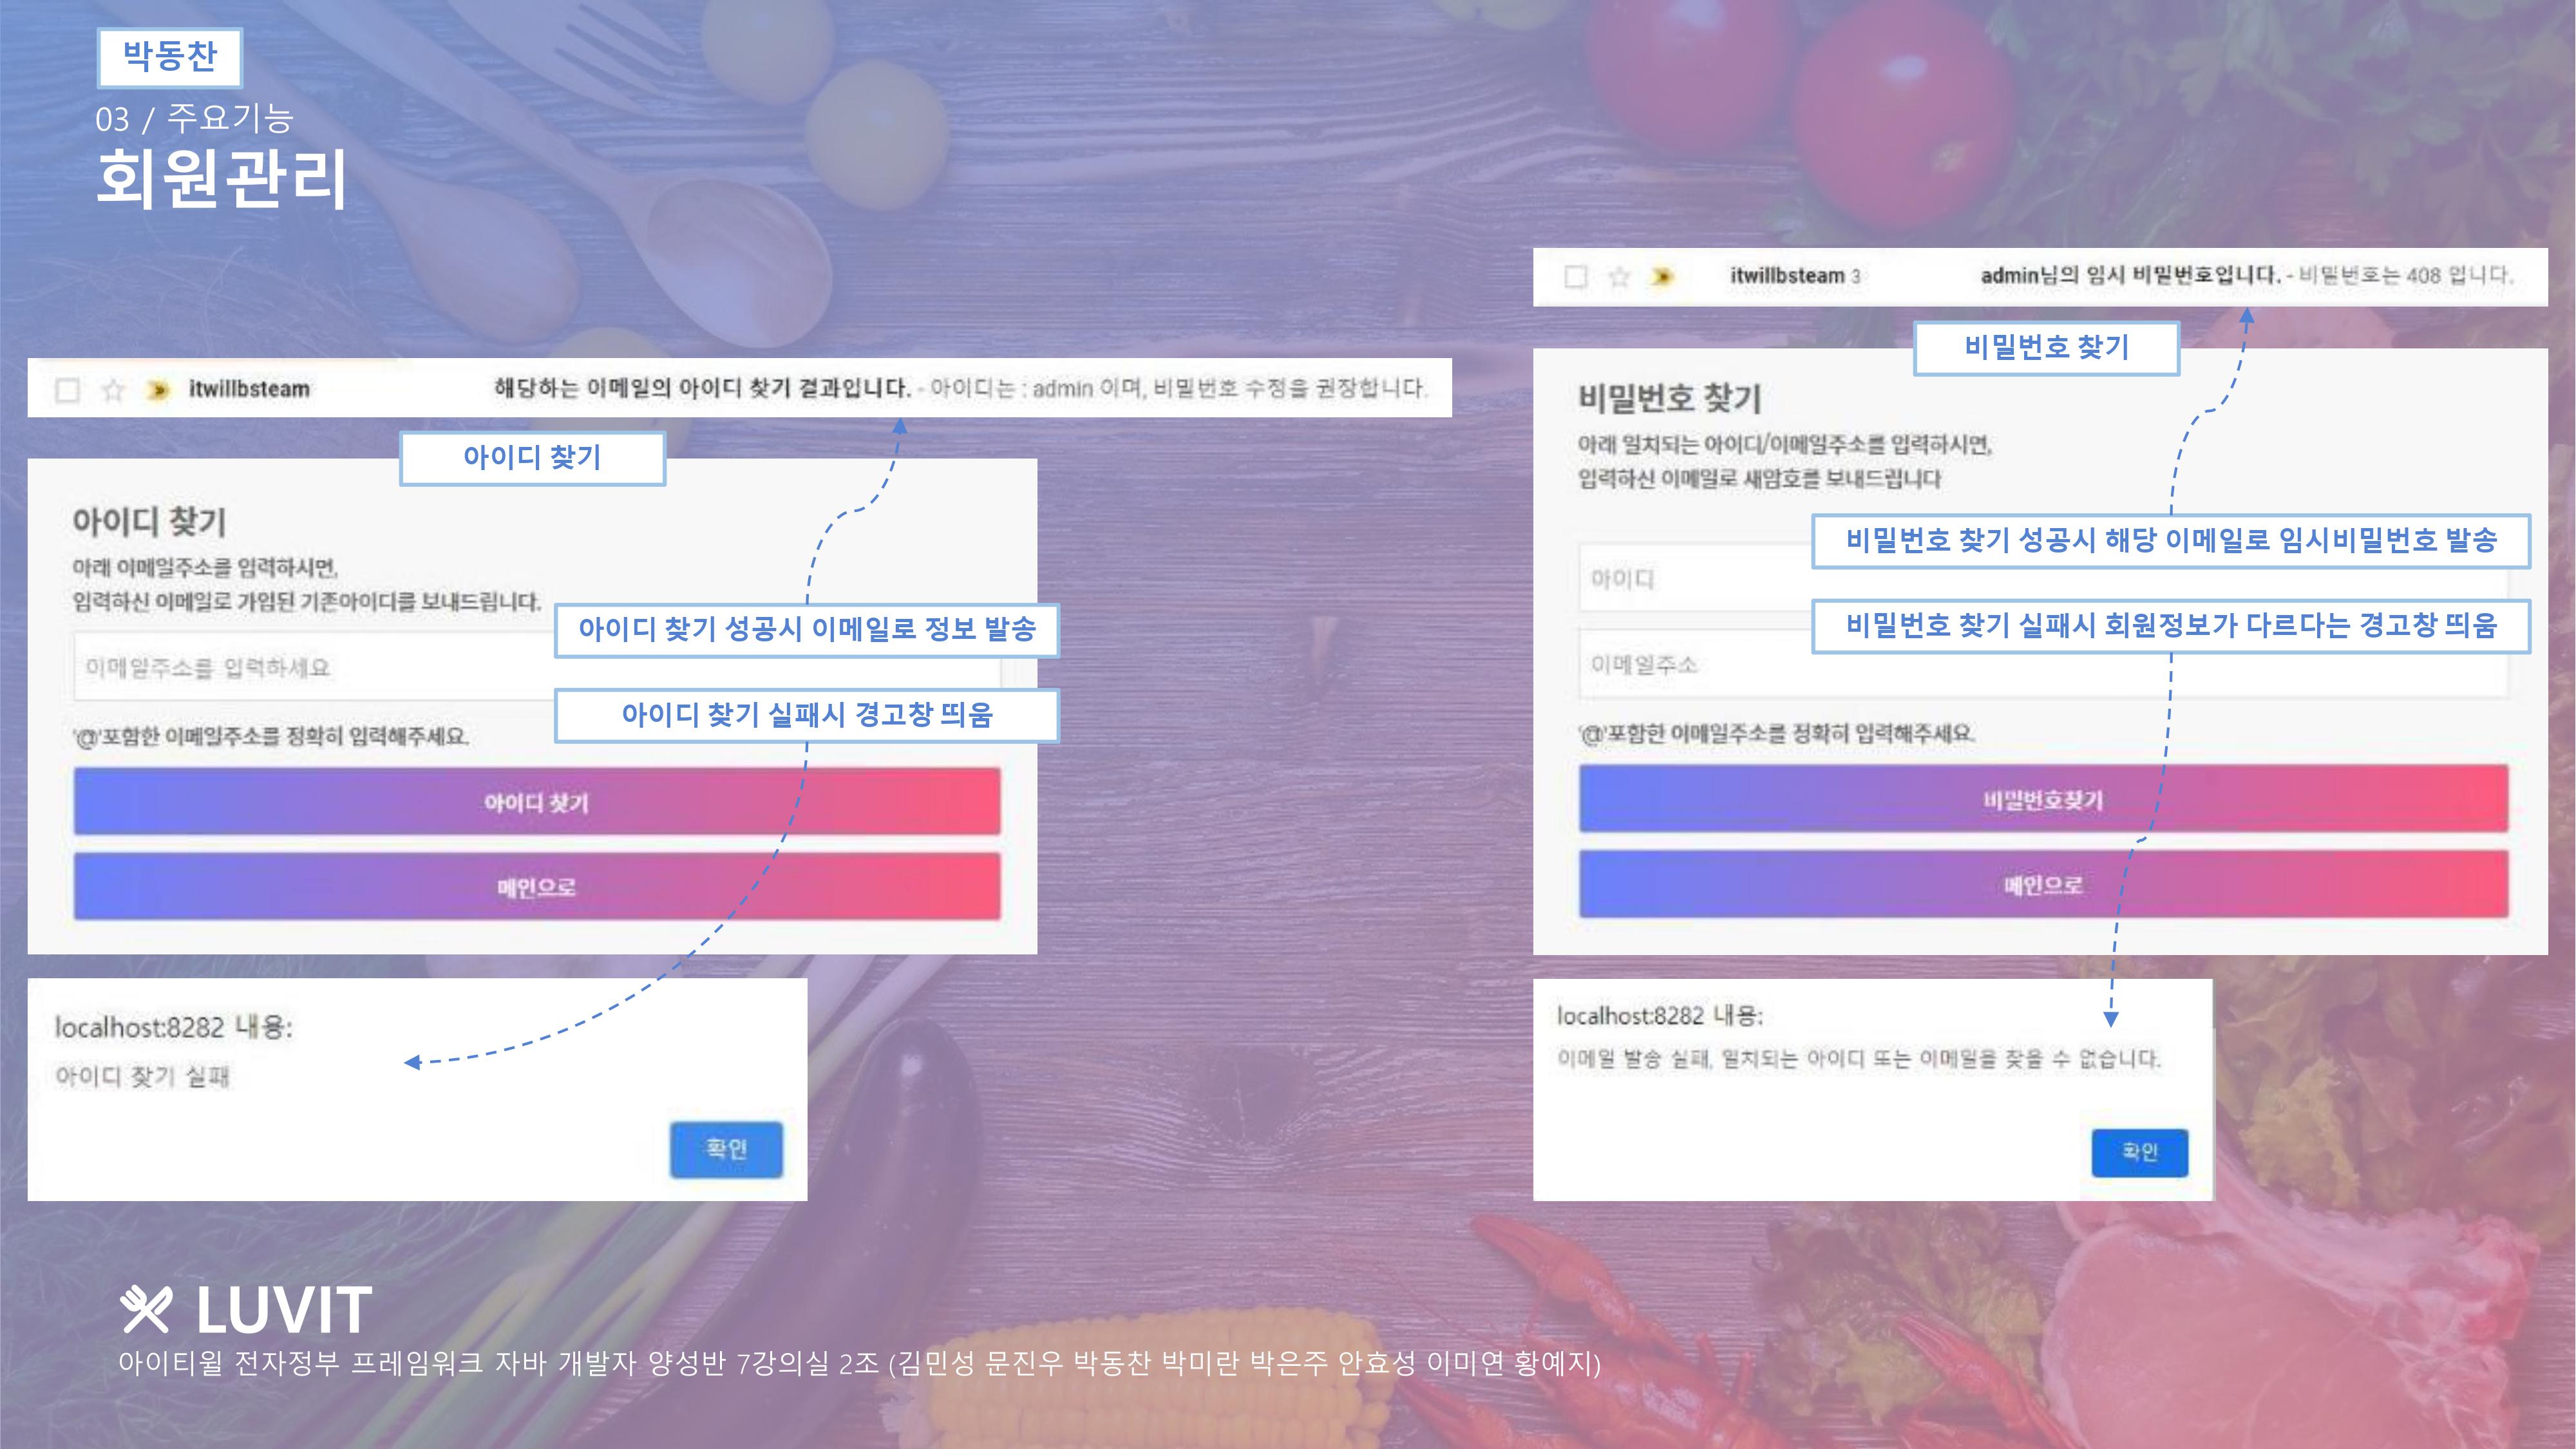 박동찬
03 / 주요기능
회원관리
itwillbsteam 해당하는 이메일의 아이디 찾기 결과입니다. - 아이디는 : admin 이며, 비밀번호 수정을 권장합니다.
아이디 찾기
아이디 찾기
아래 이메일주소를 입력하시면,
입력하신 이메일로 가입된 기존아이디를 보내드립니다.
아이디 찾기 성공시 이메일로 정보 발송
이메일주소를 입력하세요
아이디 찾기 실패시 경고창 띄움
'@'포함한 이메일주소를 정확히 입력해주세요.
아이디 찾기
메인으로
localhost:8282 내용:
아이디 찾기 실패
확인
itwillbsteam 3 admin님의 임시 비밀번호입니다. - 비밀번호는 408 입니다.
비밀번호 찾기
비밀번호 찾기
아래 일치되는 아이디/이메일주소를 입력하시면,
입력하신 이메일로 새암호를 보내드립니다
비밀번호 찾기 성공시 해당 이메일로 임시비밀번호 발송
아이디
비밀번호 찾기 실패시 회원정보가 다르다는 경고창 띄움
이메일주소
'@'포함한 이메일주소를 정확히 입력해주세요.
비밀번호찾기
메인으로
localhost:8282 내용:
이메일 발송 실패, 일치되는 아이디 또는 이메일을 찾을 수 없습니다.
확인
LUVIT
아이티윌 전자정부 프레임워크 자바 개발자 양성반 7강의실 2조 (김민성 문진우 박동찬 박미란 박은주 안효성 이미연 황예지)